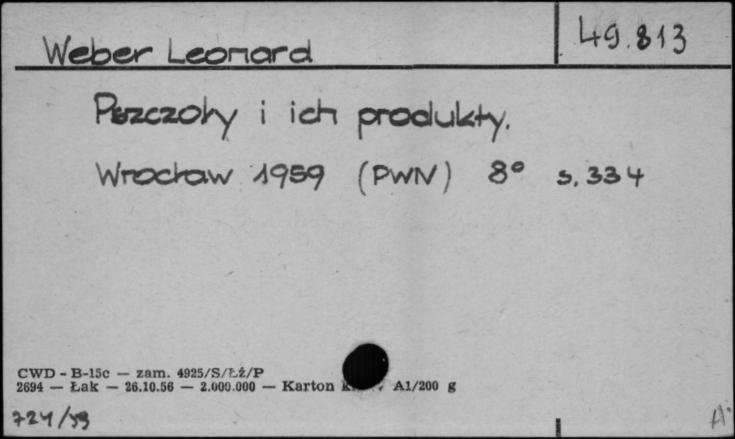 Weber Leonard
49.813
Pszczoły i ich produkty.
Wrocław 1959 (PWN) 8° s. 334
CWD - B-15c — zam. 4925/S/Łź/P
2694 — Łak — 26.10.56 — 2.000.000 — Karton A1/200 g
724/59